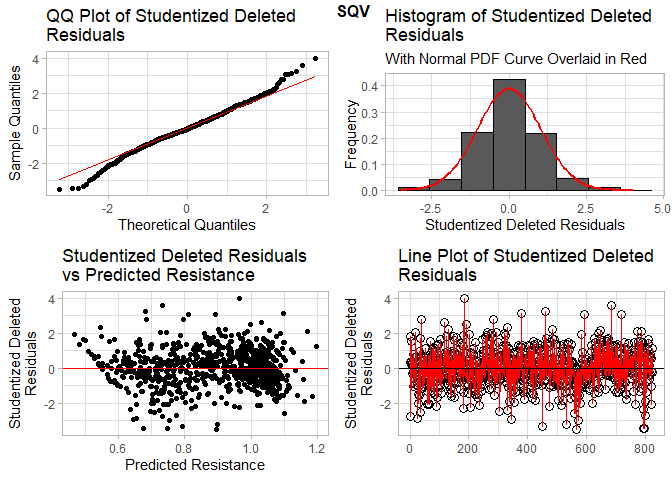 SQV
QQ Plot of Studentized Deleted
Residuals
Sample Quantiles
4
2
0
-2
-2
0
2
Theoretical Quantiles
Histogram of Studentized Deleted
Residuals
With Normal PDF Curve Overlaid in Red
Frequency
0.4
0.3
0.2
0.1
0.0
-2.5
0.0
2.5
5.0
Studentized Deleted Residuals
Studentized Deleted Residuals
vs Predicted Resistance
Studentized Deleted
Residuals
4
2
0
-2
0.6
0.8
1.0
1.2
Predicted Resistance
Line Plot of Studentized Deleted
Residuals
Studentized Deleted
Residuals
4
2
0
-2
0
200
400
600
800